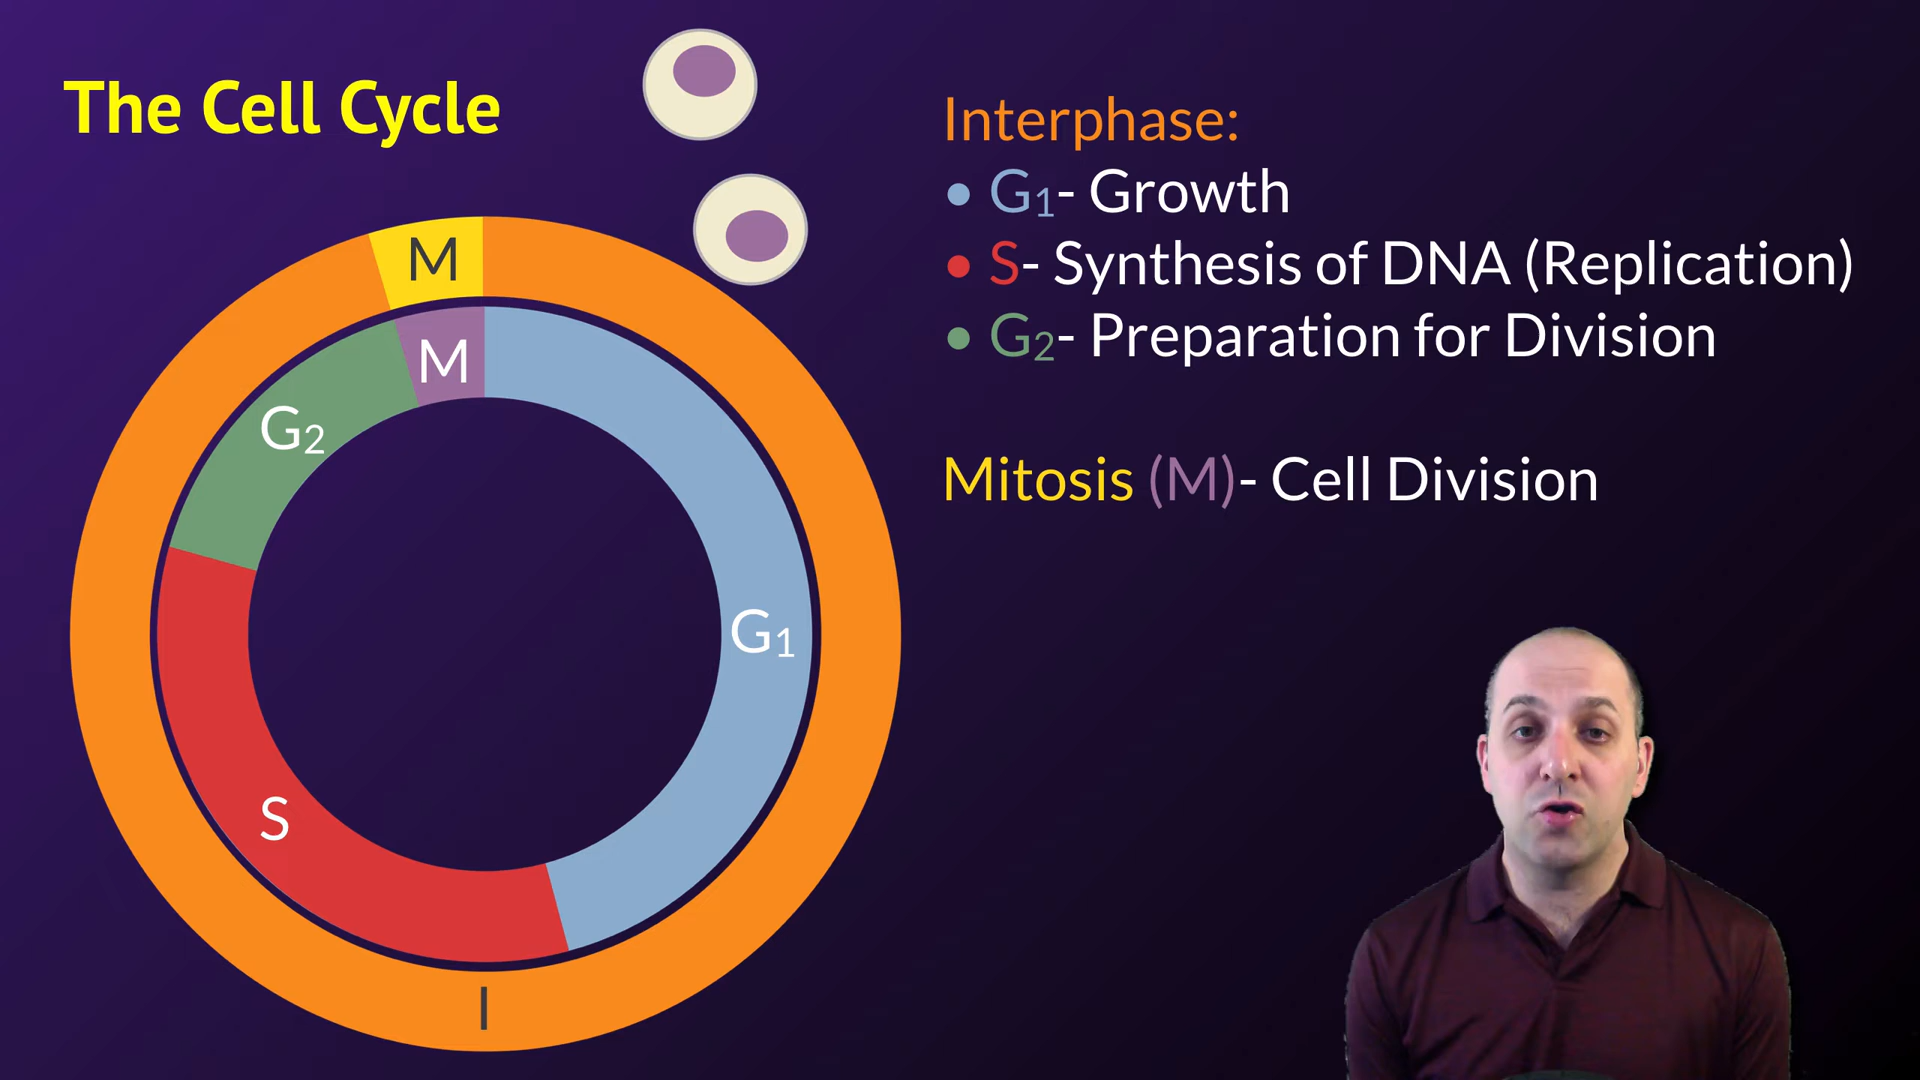 The Cell Cycle
Interphase:
• G₁- Growth
• S- Synthesis of DNA (Replication)
• G₂- Preparation for Division
Mitosis (M)- Cell Division
M
M
G₂
G₁
S
I